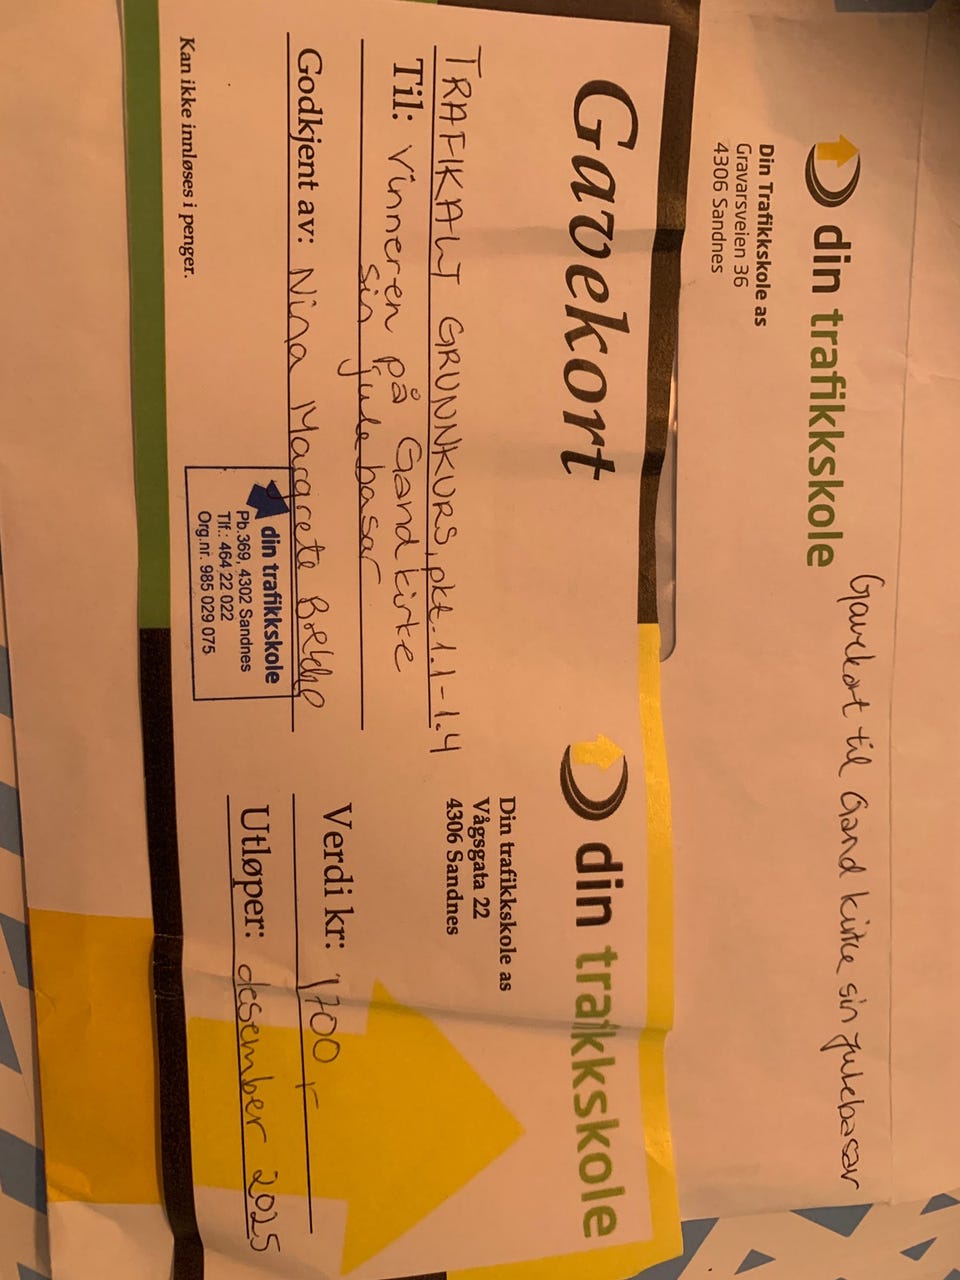 din trafikkskole
Din Trafikkskole as
Gravarsveien 36
4306 Sandnes
Gavekort til Gand kirke sin julebasar
Gavekort
din trafikkskole
Din trafikkskole as
Vågsgata 22
4306 Sandnes
TRAFIKALT GRUNNKURS, pkt. 1.1-1.4
Til: Vinneren på Gand kirke
sin julebasar
Verdi kr: 1700,-
Godkjent av: Nina Margrete
Utløper: desember 2025
din trafikkskole
Pb.369, 4302 Sandnes
Tlf.: 464 22 022
Org.nr. 985 029 075
Kan ikke innløses i penger.